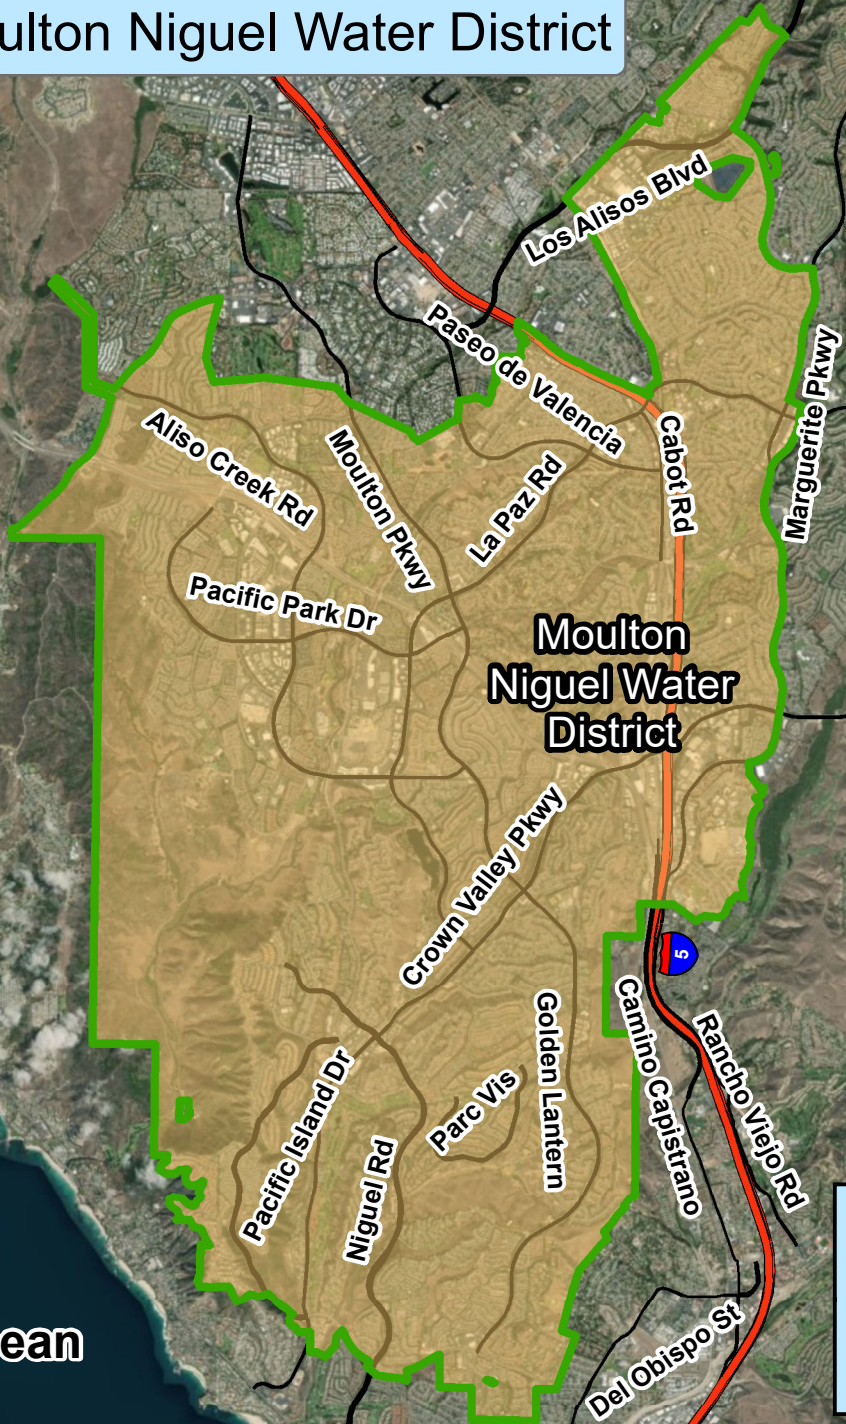 ulton Niguel Water District
Los Alisos Blvd
Paseo de Valencia
Marguerite Pkwy
Aliso Creek Rd
Moulton Pkwy
La Paz Rd
Cabot Rd
Pacific Park Dr
Moulton
Niguel Water
District
Crown Valley Pkwy
5
Camino Capistrano
Golden Lantern
Rancho Viejo Rd
Pacific Island Dr
Parc Vis
Niguel Rd
ean
Del Obispo St